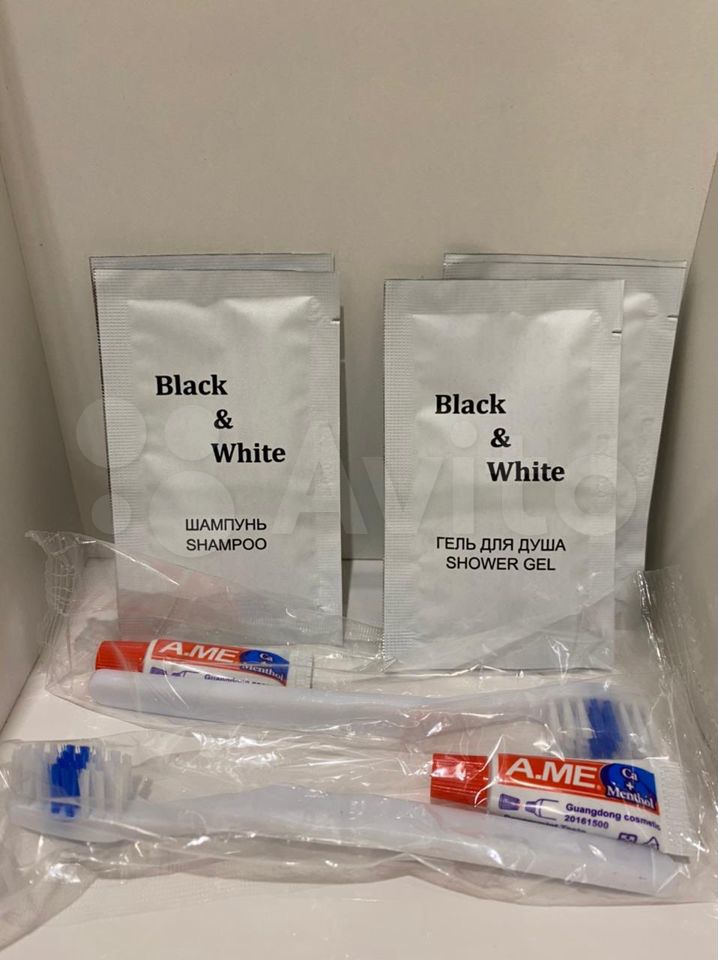 Black
&
White
ШАМПУНЬ
SHAMPOO
Black
&
White
ГЕЛЬ ДЛЯ ДУША
SHOWER GEL
Avito
A.ME
Ca
+
Menthol
Guangdong
A.ME
Ca
+
Menthol
Guangdong cosmetic
20161500